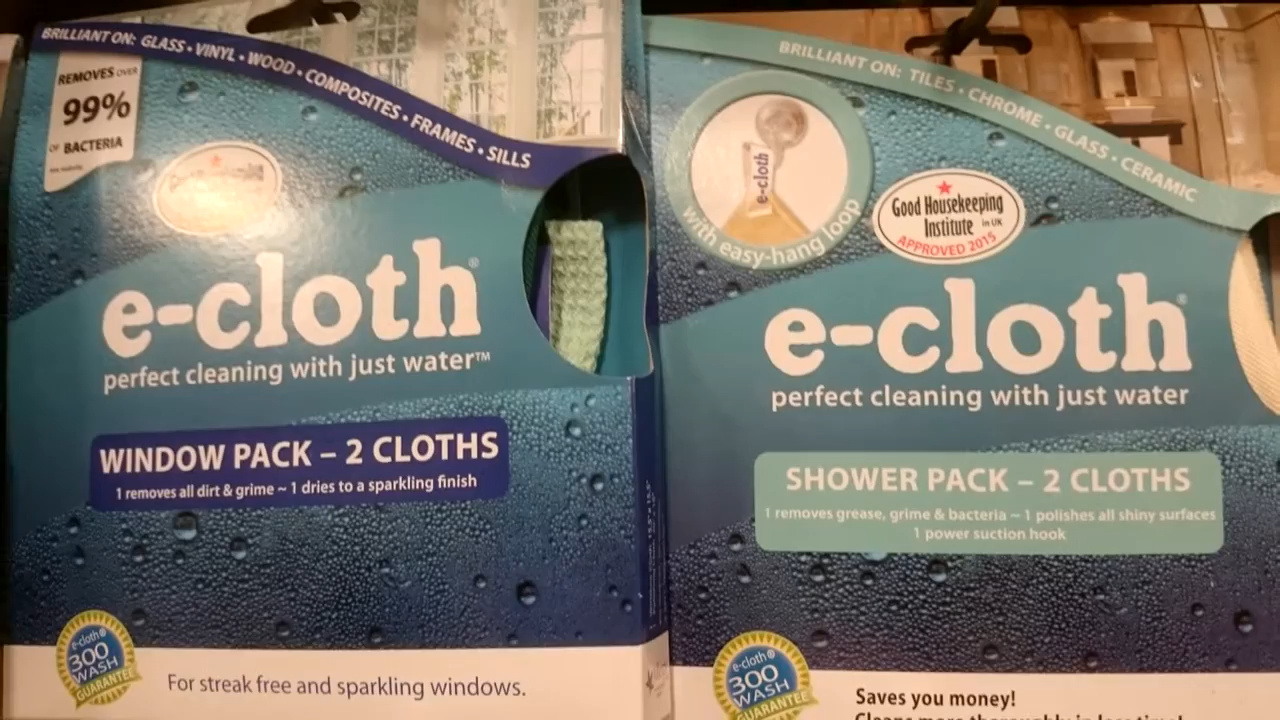 BRILLIANT ON: GLASS • VINYL • WOOD • COMPOSITES • FRAMES • SILLS
REMOVES OVER
99%
OF BACTERIA
e-cloth®
perfect cleaning with just water™
WINDOW PACK – 2 CLOTHS
1 removes all dirt & grime ~ 1 dries to a sparkling finish
e-cloth®
300
WASH
GUARANTEE
For streak free and sparkling windows.
BRILLIANT ON: TILES • CHROME • GLASS • CERAMIC
e-cloth
with easy-hang loop
Good Housekeeping
Institute in UK
APPROVED 2015
e-cloth®
perfect cleaning with just water
SHOWER PACK – 2 CLOTHS
1 removes grease, grime & bacteria ~ 1 polishes all shiny surfaces
1 power suction hook
e-cloth®
300
WASH
GUARANTEE
Saves you money!